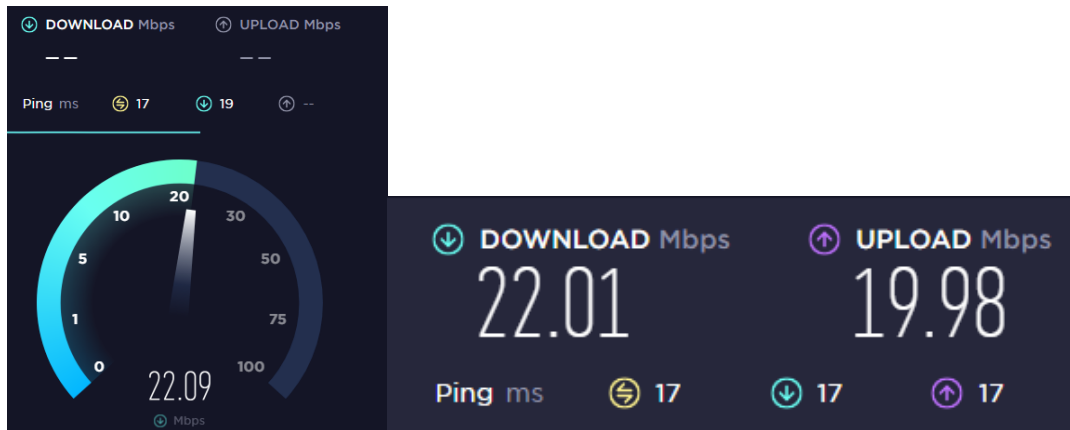 DOWNLOAD Mbps UPLOAD Mbps
— — — —
Ping ms 17 19 --
20
10 30
5 50
1 75
0 100
22.09
Mbps
DOWNLOAD Mbps UPLOAD Mbps
22.01 19.98
Ping ms 17 17 17